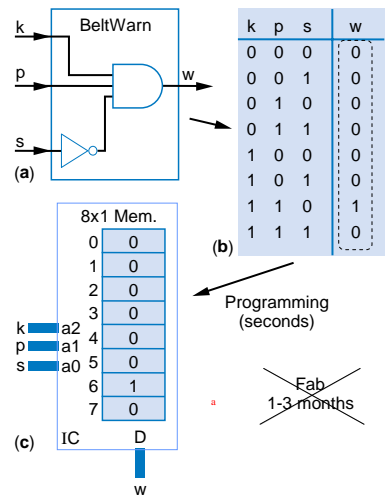 BeltWarn
k
p
w
s
(a)
k p s w
0 0 0 0
0 0 1 0
0 1 0 0
0 1 1 0
1 0 0 0
1 0 1 0
1 1 0 1
1 1 1 0
(b)
8x1 Mem.
0 0
1 0
2 0
3 0
4 0
5 0
6 1
7 0
k a2
p a1
s a0
(c) IC D
w
Programming
(seconds)
a
Fab
1-3 months